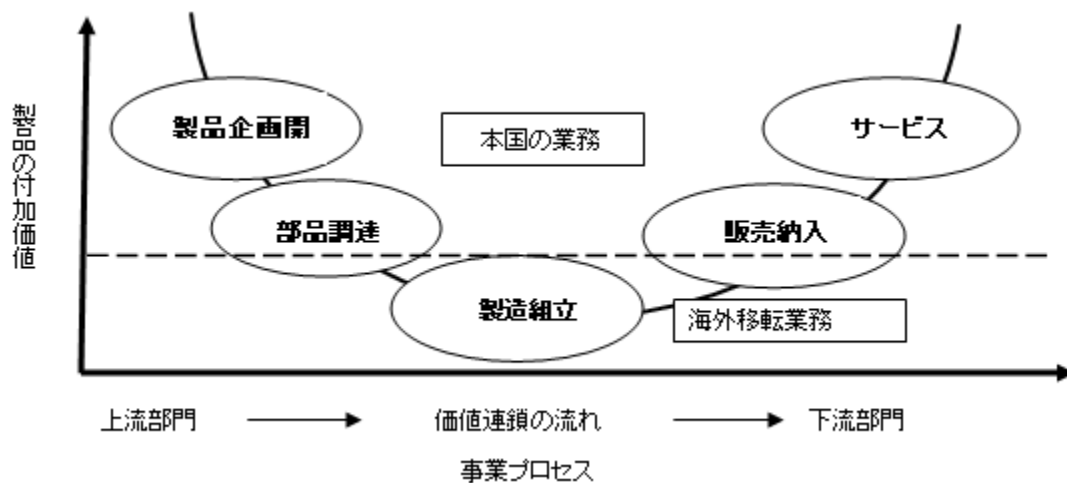 製品の付加価値
製品企画開
サービス
本国の業務
部品調達
販売納入
製造組立
海外移転業務
上流部門
価値連鎖の流れ
下流部門
事業プロセス